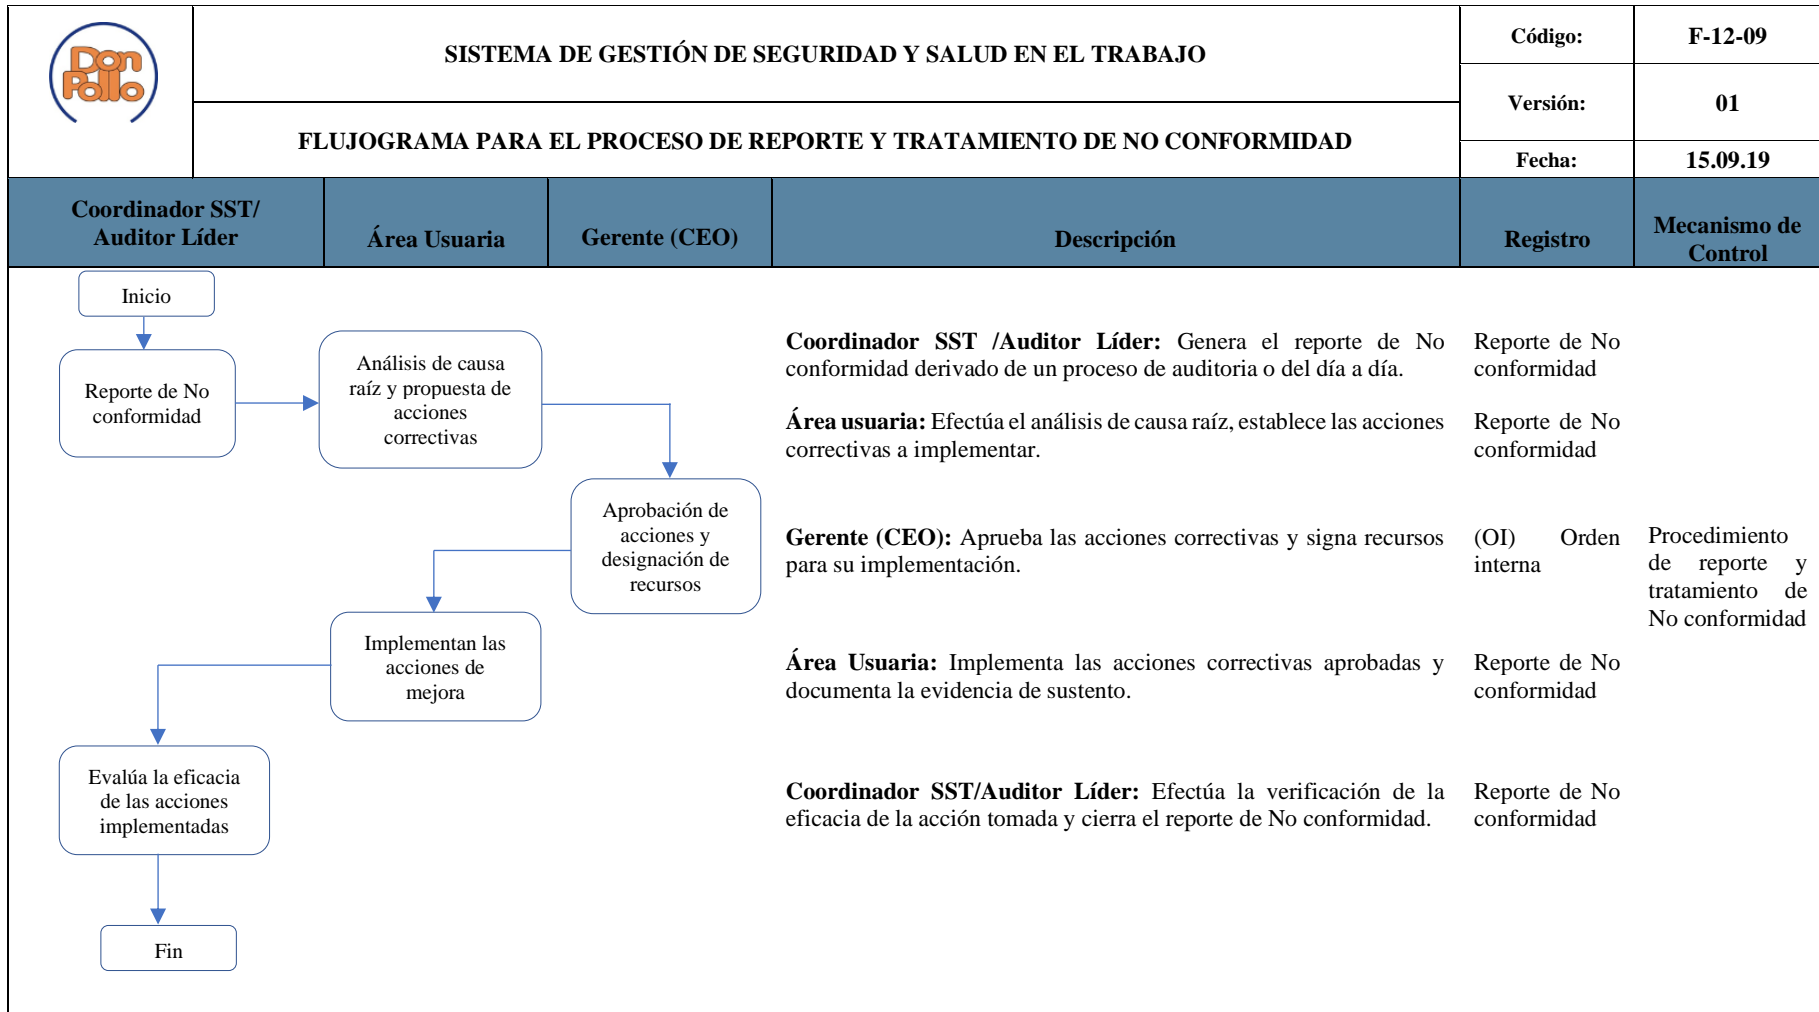 Don
Pollo
SISTEMA DE GESTIÓN DE SEGURIDAD Y SALUD EN EL TRABAJO
FLUJOGRAMA PARA EL PROCESO DE REPORTE Y TRATAMIENTO DE NO CONFORMIDAD
Código:
F-12-09
Versión:
01
Fecha:
15.09.19
Coordinador SST/
Auditor Líder
Área Usuaria
Gerente (CEO)
Descripción
Registro
Mecanismo de
Control
Inicio
Reporte de No
conformidad
Análisis de causa
raíz y propuesta de
acciones
correctivas
Aprobación de
acciones y
designación de
recursos
Implementan las
acciones de
mejora
Evalúa la eficacia
de las acciones
implementadas
Fin
Coordinador SST /Auditor Líder: Genera el reporte de No
conformidad derivado de un proceso de auditoria o del día a día.
Reporte de No
conformidad
Área usuaria: Efectúa el análisis de causa raíz, establece las acciones
correctivas a implementar.
Reporte de No
conformidad
Gerente (CEO): Aprueba las acciones correctivas y signa recursos
para su implementación.
(OI) Orden
interna
Procedimiento
de reporte y
tratamiento de
No conformidad
Área Usuaria: Implementa las acciones correctivas aprobadas y
documenta la evidencia de sustento.
Reporte de No
conformidad
Coordinador SST/Auditor Líder: Efectúa la verificación de la
eficacia de la acción tomada y cierra el reporte de No conformidad.
Reporte de No
conformidad